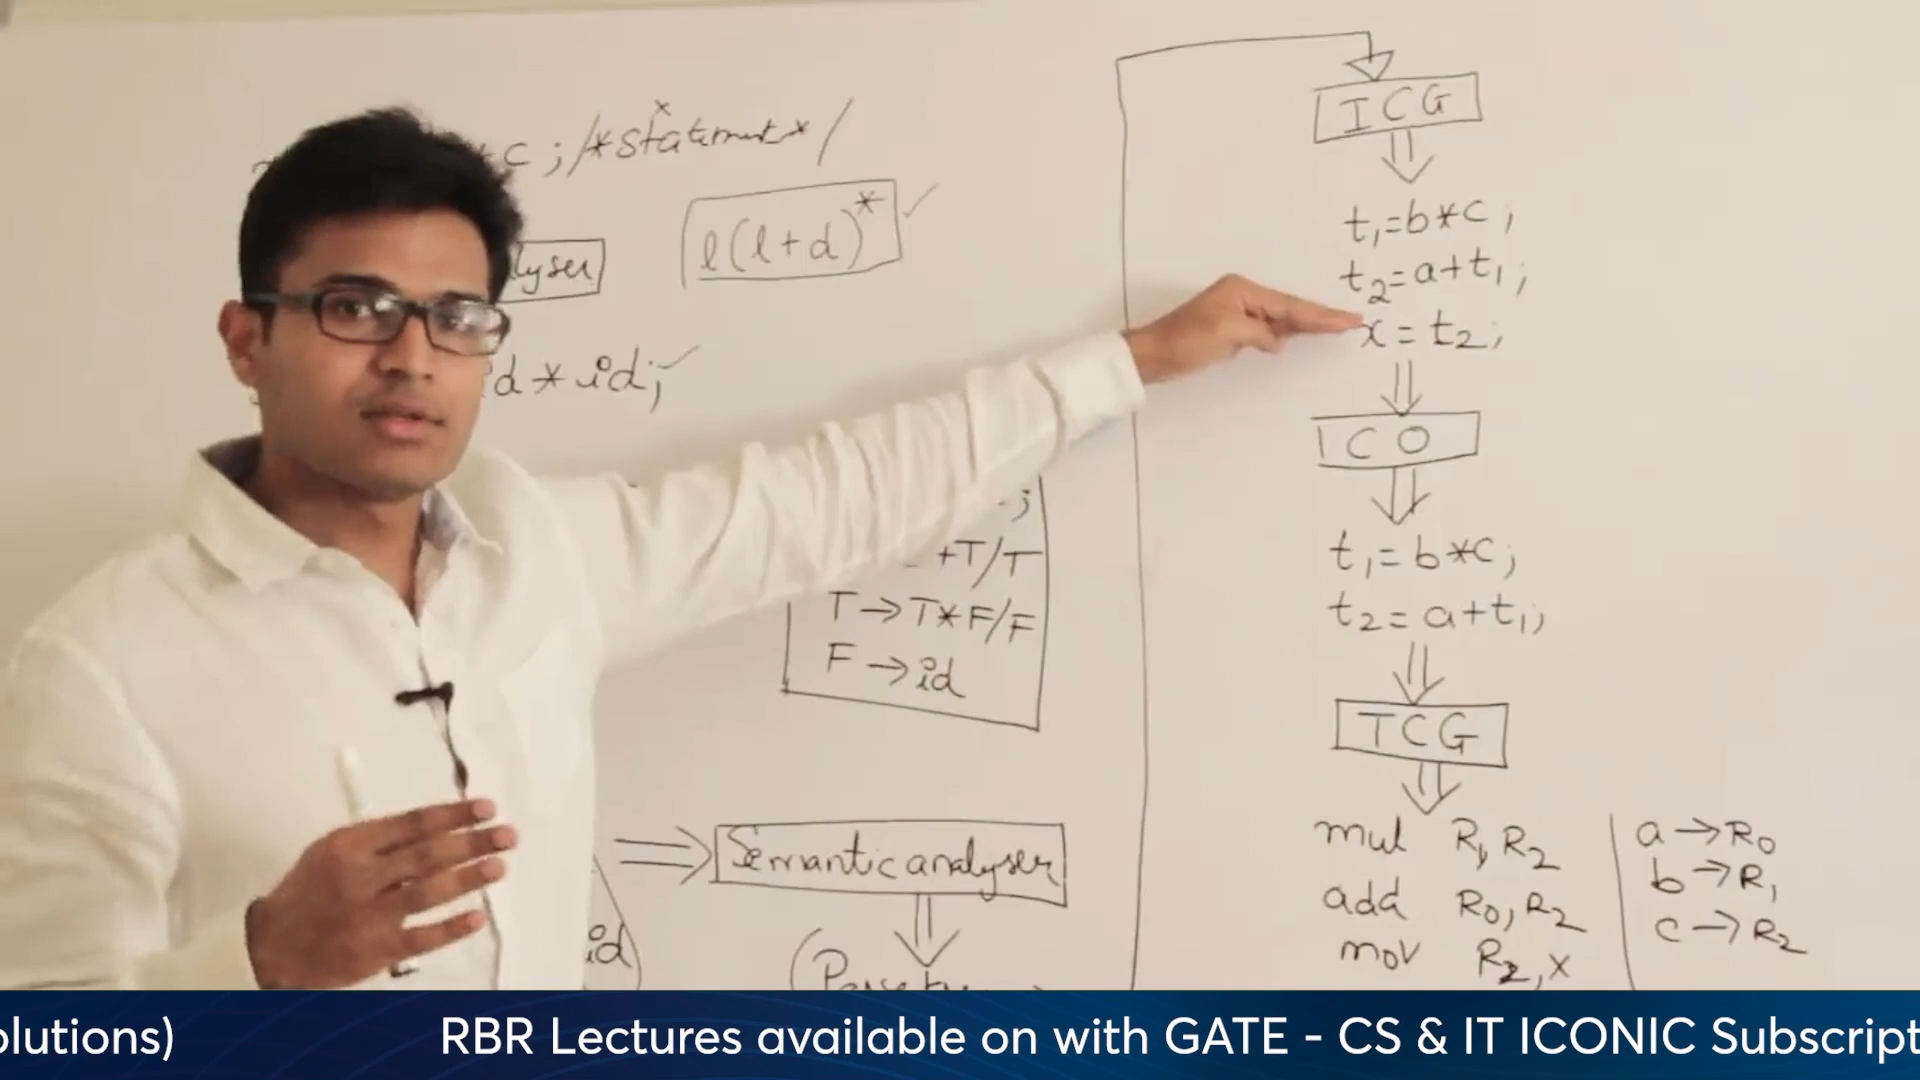 c ; /*statement*/
lyser
l(l+d)*
id * id;
;
+T/T
T→T*F/F
F→id
id
Semantic analyser
ICG
t1=b*c;
t2=a+t1;
x=t2;
CO
t1=b*c;
t2=a+t1;
TCG
mul R1, R2
add R0, R2
mov R2, x
a→R0
b→R1
c→R2
olutions) RBR Lectures available on with GATE - CS & IT ICONIC Subscript